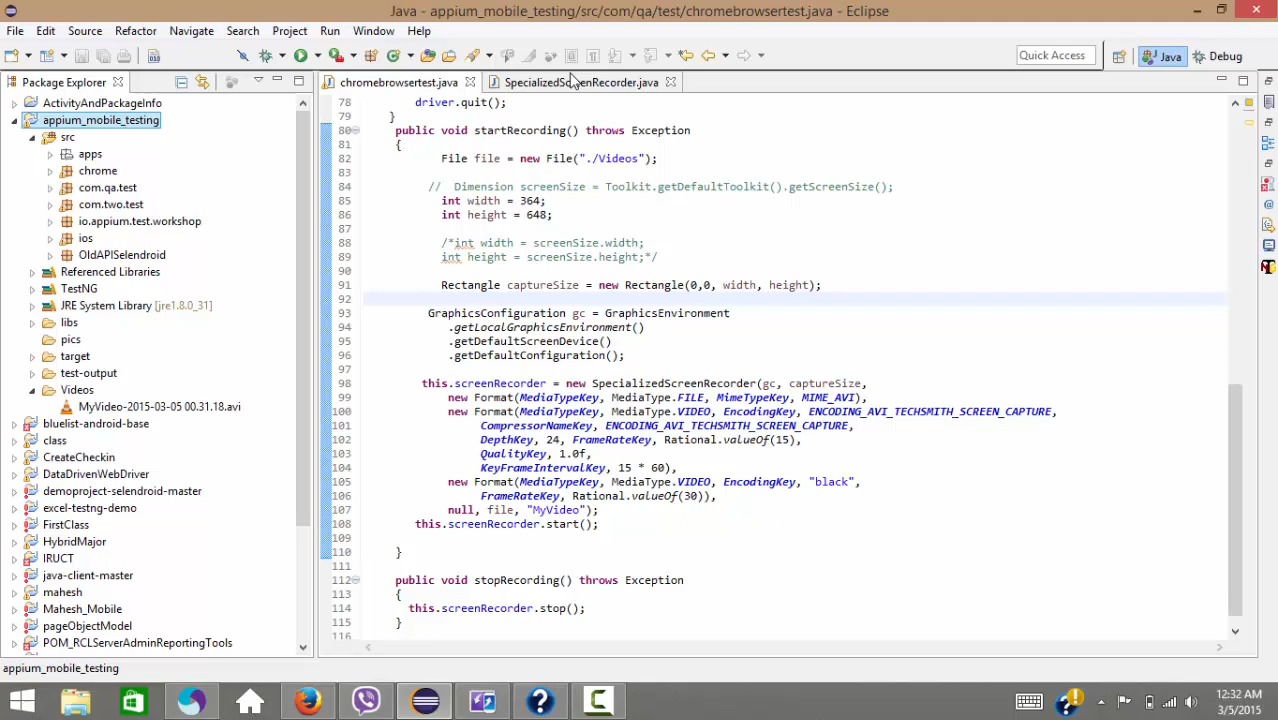 Java - appium_mobile_testing/src/com/qa/test/chromebrowsertest.java - Eclipse
File Edit Source Refactor Navigate Search Project Run Window Help
Quick Access Java Debug
Package Explorer
chromebrowsertest.java SpecializedScreenRecorder.java
ActivityAndPackageInfo
appium_mobile_testing
src
apps
chrome
com.qa.test
com.two.test
io.appium.test.workshop
ios
OldAPISelendroid
Referenced Libraries
TestNG
JRE System Library [jre1.8.0_31]
libs
pics
target
test-output
Videos
MyVideo-2015-03-05 00.31.18.avi
bluelist-android-base
class
CreateCheckin
DataDrivenWebDriver
demoproject-selendroid-master
excel-testng-demo
FirstClass
HybridMajor
IRUCT
java-client-master
mahesh
Mahesh_Mobile
pageObjectModel
POM_RCLServerAdminReportingTools
78 driver.quit();
79 }
80 public void startRecording() throws Exception
81 {
82 File file = new File("./Videos");
83
84 // Dimension screenSize = Toolkit.getDefaultToolkit().getScreenSize();
85 int width = 364;
86 int height = 648;
87
88 /*int width = screenSize.width;
89 int height = screenSize.height;*/
90
91 Rectangle captureSize = new Rectangle(0,0, width, height);
92
93 GraphicsConfiguration gc = GraphicsEnvironment
94 .getLocalGraphicsEnvironment()
95 .getDefaultScreenDevice()
96 .getDefaultConfiguration();
97
98 this.screenRecorder = new SpecializedScreenRecorder(gc, captureSize,
99 new Format(MediaTypeKey, MediaType.FILE, MimeTypeKey, MIME_AVI),
100 new Format(MediaTypeKey, MediaType.VIDEO, EncodingKey, ENCODING_AVI_TECHSMITH_SCREEN_CAPTURE,
101 CompressorNameKey, ENCODING_AVI_TECHSMITH_SCREEN_CAPTURE,
102 DepthKey, 24, FrameRateKey, Rational.valueOf(15),
103 QualityKey, 1.0f,
104 KeyFrameIntervalKey, 15 * 60),
105 new Format(MediaTypeKey, MediaType.VIDEO, EncodingKey, "black",
106 FrameRateKey, Rational.valueOf(30)),
107 null, file, "MyVideo");
108 this.screenRecorder.start();
109
110 }
111
112 public void stopRecording() throws Exception
113 {
114 this.screenRecorder.stop();
115 }
116
appium_mobile_testing
12:32 AM
3/5/2015